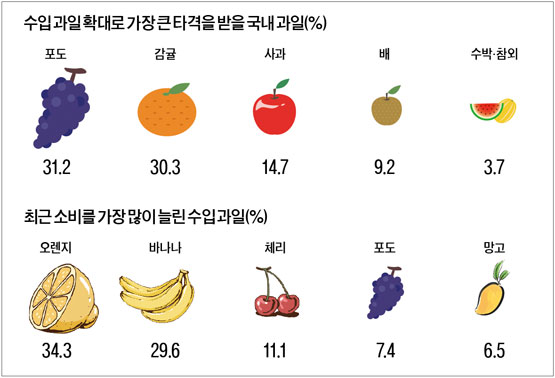 수입 과일 확대로 가장 큰 타격을 받을 국내 과일(%)
포도 감귤 사과 배 수박·참외
31.2 30.3 14.7 9.2 3.7
최근 소비를 가장 많이 늘린 수입 과일(%)
오렌지 바나나 체리 포도 망고
34.3 29.6 11.1 7.4 6.5